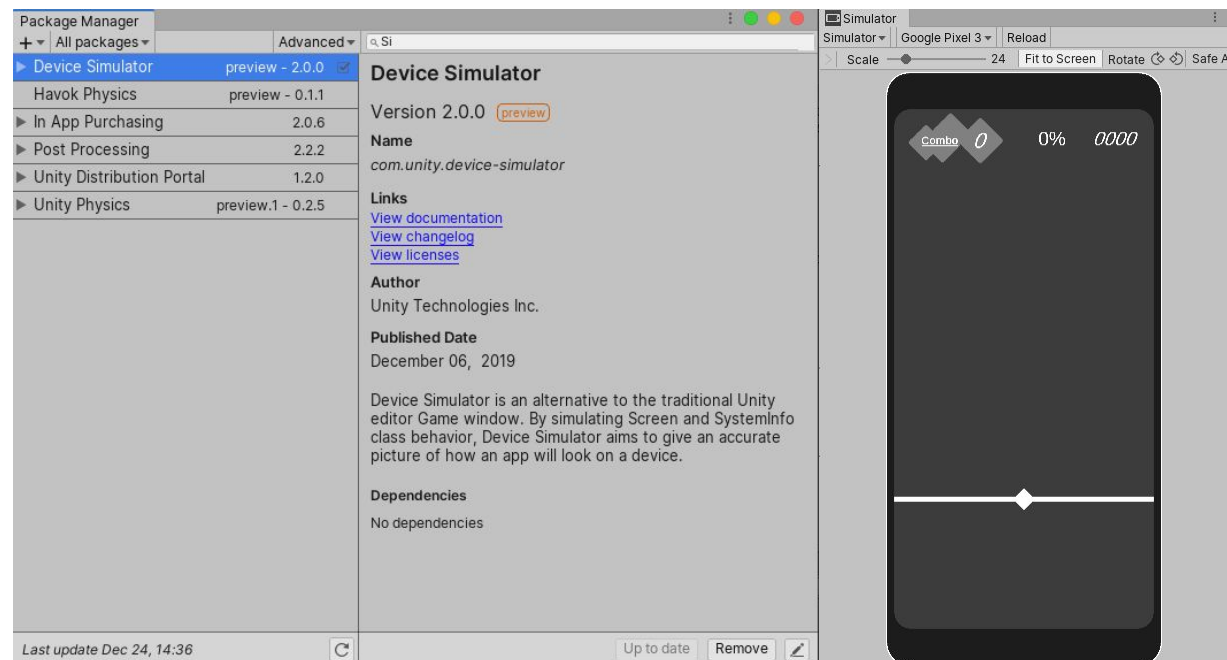 Package Manager
+ All packages Advanced Si
Device Simulator preview - 2.0.0
Havok Physics preview - 0.1.1
In App Purchasing 2.0.6
Post Processing 2.2.2
Unity Distribution Portal 1.2.0
Unity Physics preview.1 - 0.2.5
Last update Dec 24, 14:36
Device Simulator
Version 2.0.0 preview
Name
com.unity.device-simulator
Links
View documentation
View changelog
View licenses
Author
Unity Technologies Inc.
Published Date
December 06, 2019
Device Simulator is an alternative to the traditional Unity
editor Game window. By simulating Screen and SystemInfo
class behavior, Device Simulator aims to give an accurate
picture of how an app will look on a device.
Dependencies
No dependencies
Up to date Remove
Simulator
Simulator Google Pixel 3 Reload
Scale 24 Fit to Screen Rotate Safe A
Combo 0 0% 0000